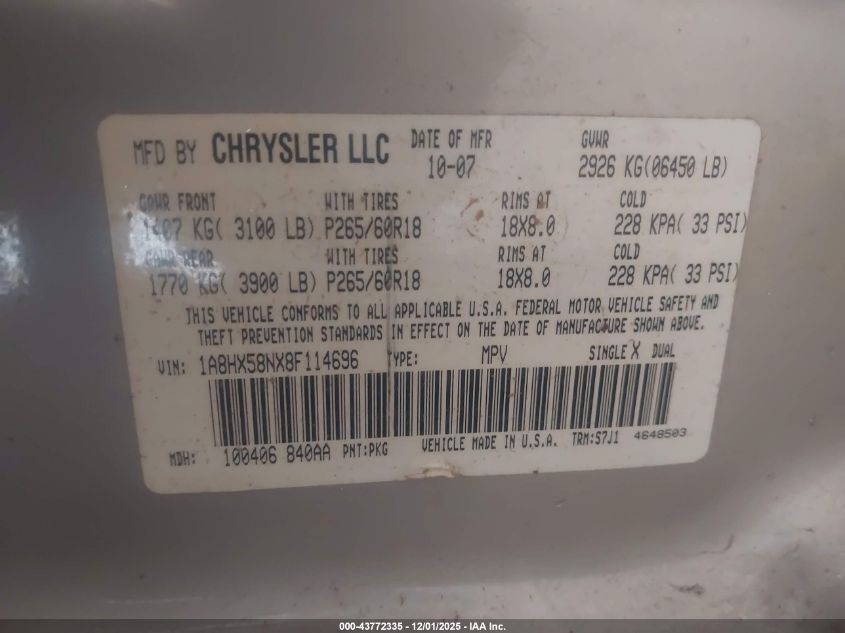 MFD BY CHRYSLER LLC DATE OF MFR GVWR
10-07 2926 KG(06450 LB)
GAWR FRONT WITH TIRES RIMS AT COLD
1407 KG( 3100 LB) P265/60R18 18X8.0 228 KPA( 33 PSI)
GAWR REAR WITH TIRES RIMS AT COLD
1770 KG( 3900 LB) P265/60R18 18X8.0 228 KPA( 33 PSI)
THIS VEHICLE CONFORMS TO ALL APPLICABLE U.S.A. FEDERAL MOTOR VEHICLE SAFETY AND
THEFT PREVENTION STANDARDS IN EFFECT ON THE DATE OF MANUFACTURE SHOWN ABOVE.
VIN: 1A8HX58NX8F114696 TYPE: MPV SINGLE X DUAL
MDH: 100406 840AA PNT:PKG VEHICLE MADE IN U.S.A. TRM:S7J1 4648503
000-43772335 - 12/01/2025 - IAA Inc.